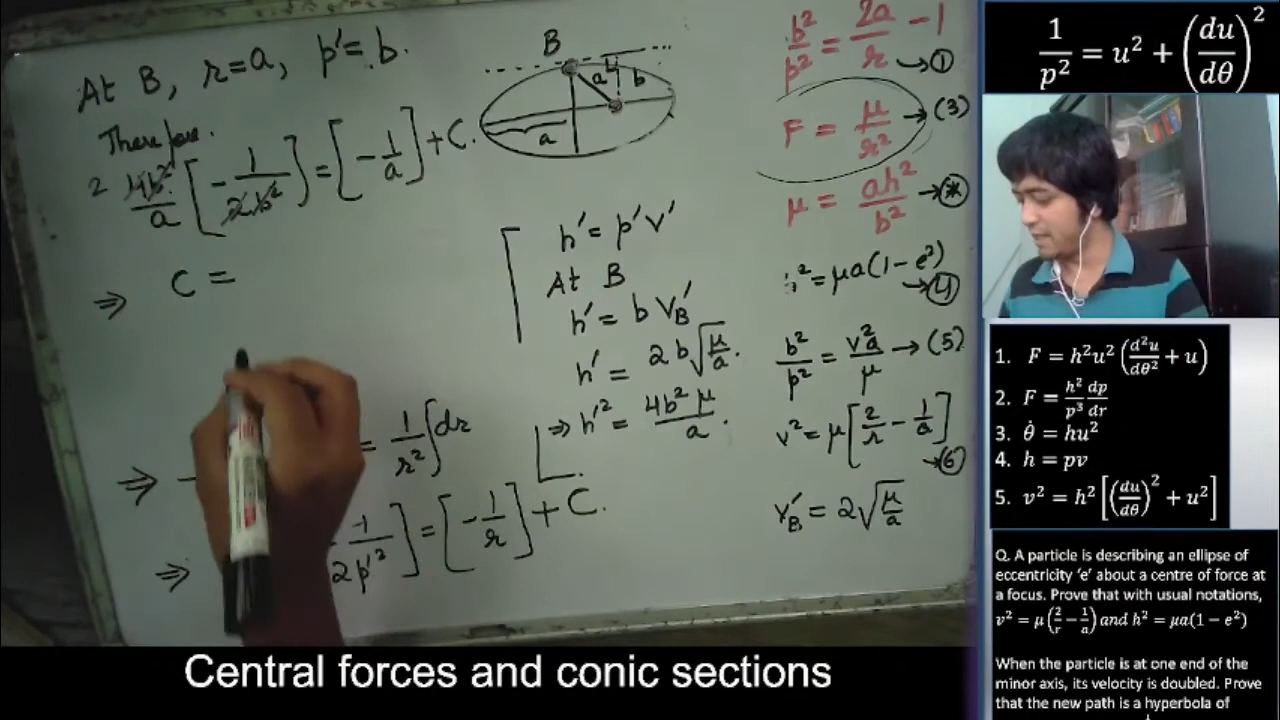 At B, r=a, p'=b.
Therefore.
2 4b²/a [-1/2b²] = [-1/a] + C.
⇒ C =
⇒ - = 1/r² ∫dr
⇒ 1/2p'² ] = [-1/r] + C.
B
a
b
a
h' = p'v'
At B
h' = b v_B'
h' = 2b√(μ/a).
⇒ h'² = 4b²μ/a.
b²/p² = 2a/r - 1
→ ①
F = μ/r² → (3)
μ = ah²/b² → ⊛
h² = μa(1-e²)
→ ④
b²/p² = v²a/μ → (5)
v² = μ[2/r - 1/a]
→ ⑥
v_B' = 2√(μ/a)
1/p² = u² + (du/dθ)²
1. F = h²u² (d²u/dθ² + u)
2. F = h²/p³ dp/dr
3. θ̇ = hu²
4. h = pv
5. v² = h² [(du/dθ)² + u²]
Q. A particle is describing an ellipse of
eccentricity 'e' about a centre of force at
a focus. Prove that with usual notations,
v² = μ(2/r - 1/a) and h² = μa(1 - e²)
When the particle is at one end of the
minor axis, its velocity is doubled. Prove
that the new path is a hyperbola of
Central forces and conic sections